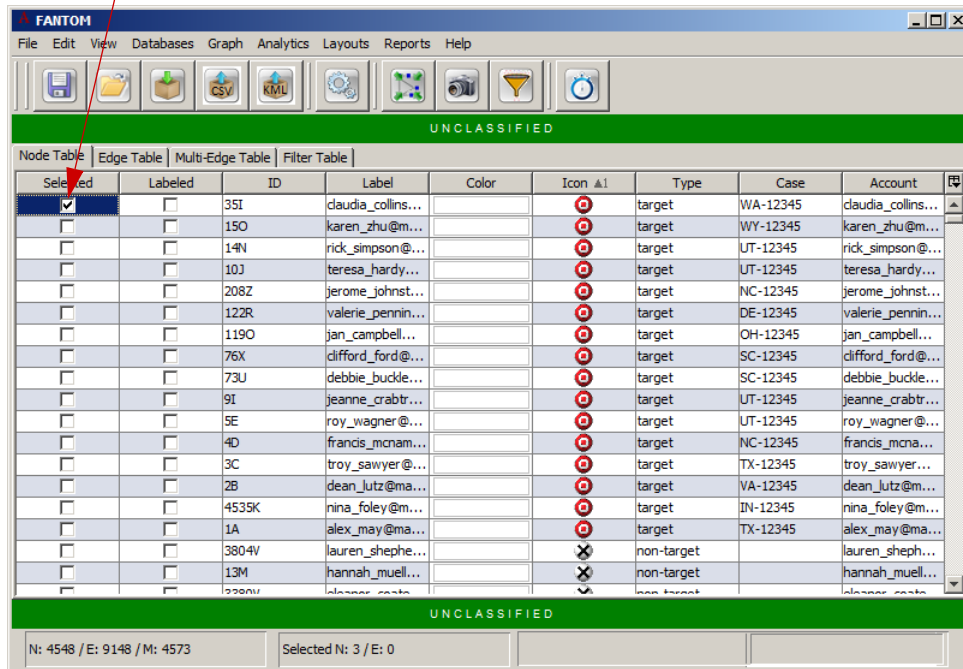 FANTOM
File Edit View Databases Graph Analytics Layouts Reports Help
CSV KML
UNCLASSIFIED
Node Table Edge Table Multi-Edge Table Filter Table
Selected Labeled ID Label Color Icon ▲1 Type Case Account
35I claudia_collins... target WA-12345 claudia_collins...
15O karen_zhu@m... target WY-12345 karen_zhu@m...
14N rick_simpson@... target UT-12345 rick_simpson@...
10J teresa_hardy... target UT-12345 teresa_hardy...
208Z jerome_johnst... target NC-12345 jerome_johnst...
122R valerie_pennin... target DE-12345 valerie_pennin...
119O jan_campbell... target OH-12345 jan_campbell...
76X clifford_ford@... target SC-12345 clifford_ford@...
73U debbie_buckle... target SC-12345 debbie_buckle...
9I jeanne_crabtr... target UT-12345 jeanne_crabtr...
5E roy_wagner@... target UT-12345 roy_wagner@...
4D francis_mcnam... target NC-12345 francis_mcna...
3C troy_sawyer@... target TX-12345 troy_sawyer...
2B dean_lutz@ma... target VA-12345 dean_lutz@m...
4535K nina_foley@m... target IN-12345 nina_foley@m...
1A alex_may@ma... target TX-12345 alex_may@ma...
3804V lauren_shephe... non-target lauren_sheph...
13M hannah_muell... non-target hannah_muell...
UNCLASSIFIED
N: 4548 / E: 9148 / M: 4573 Selected N: 3 / E: 0